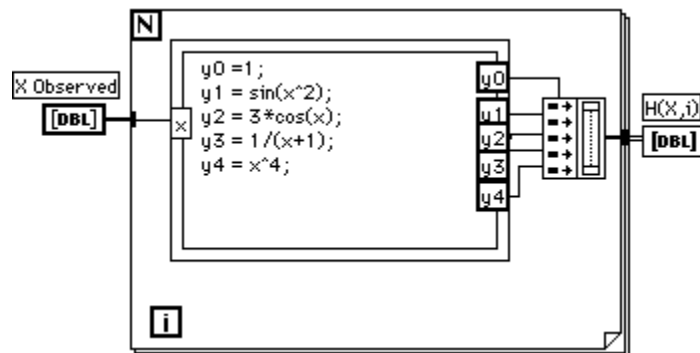 N
X Observed
[DBL]
x
y0 =1;
y1 = sin(x^2);
y2 = 3*cos(x);
y3 = 1/(x+1);
y4 = x^4;
y0
y1
y2
y3
y4
H(X,i)
[DBL]
i